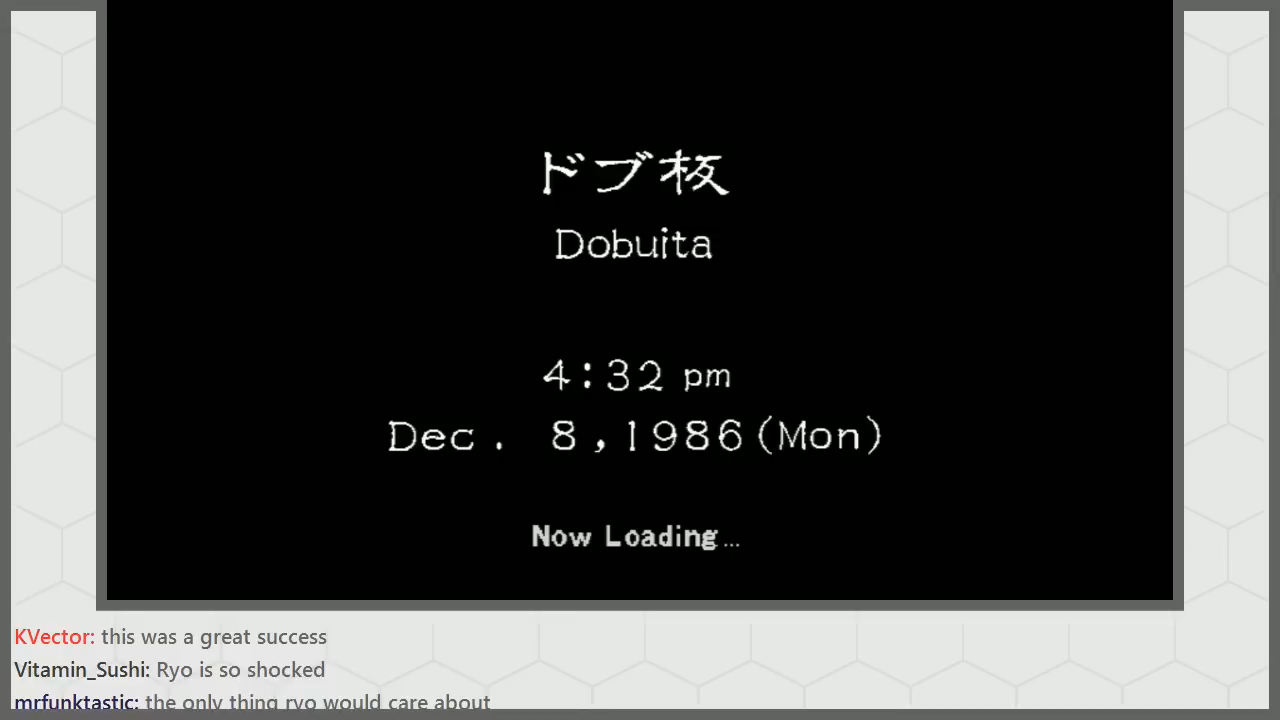 ドブ板
Dobuita
4:32 pm
Dec. 8,1986(Mon)
Now Loading...
KVector: this was a great success
Vitamin_Sushi: Ryo is so shocked
mrfunktastic: the only thing ryo would care about